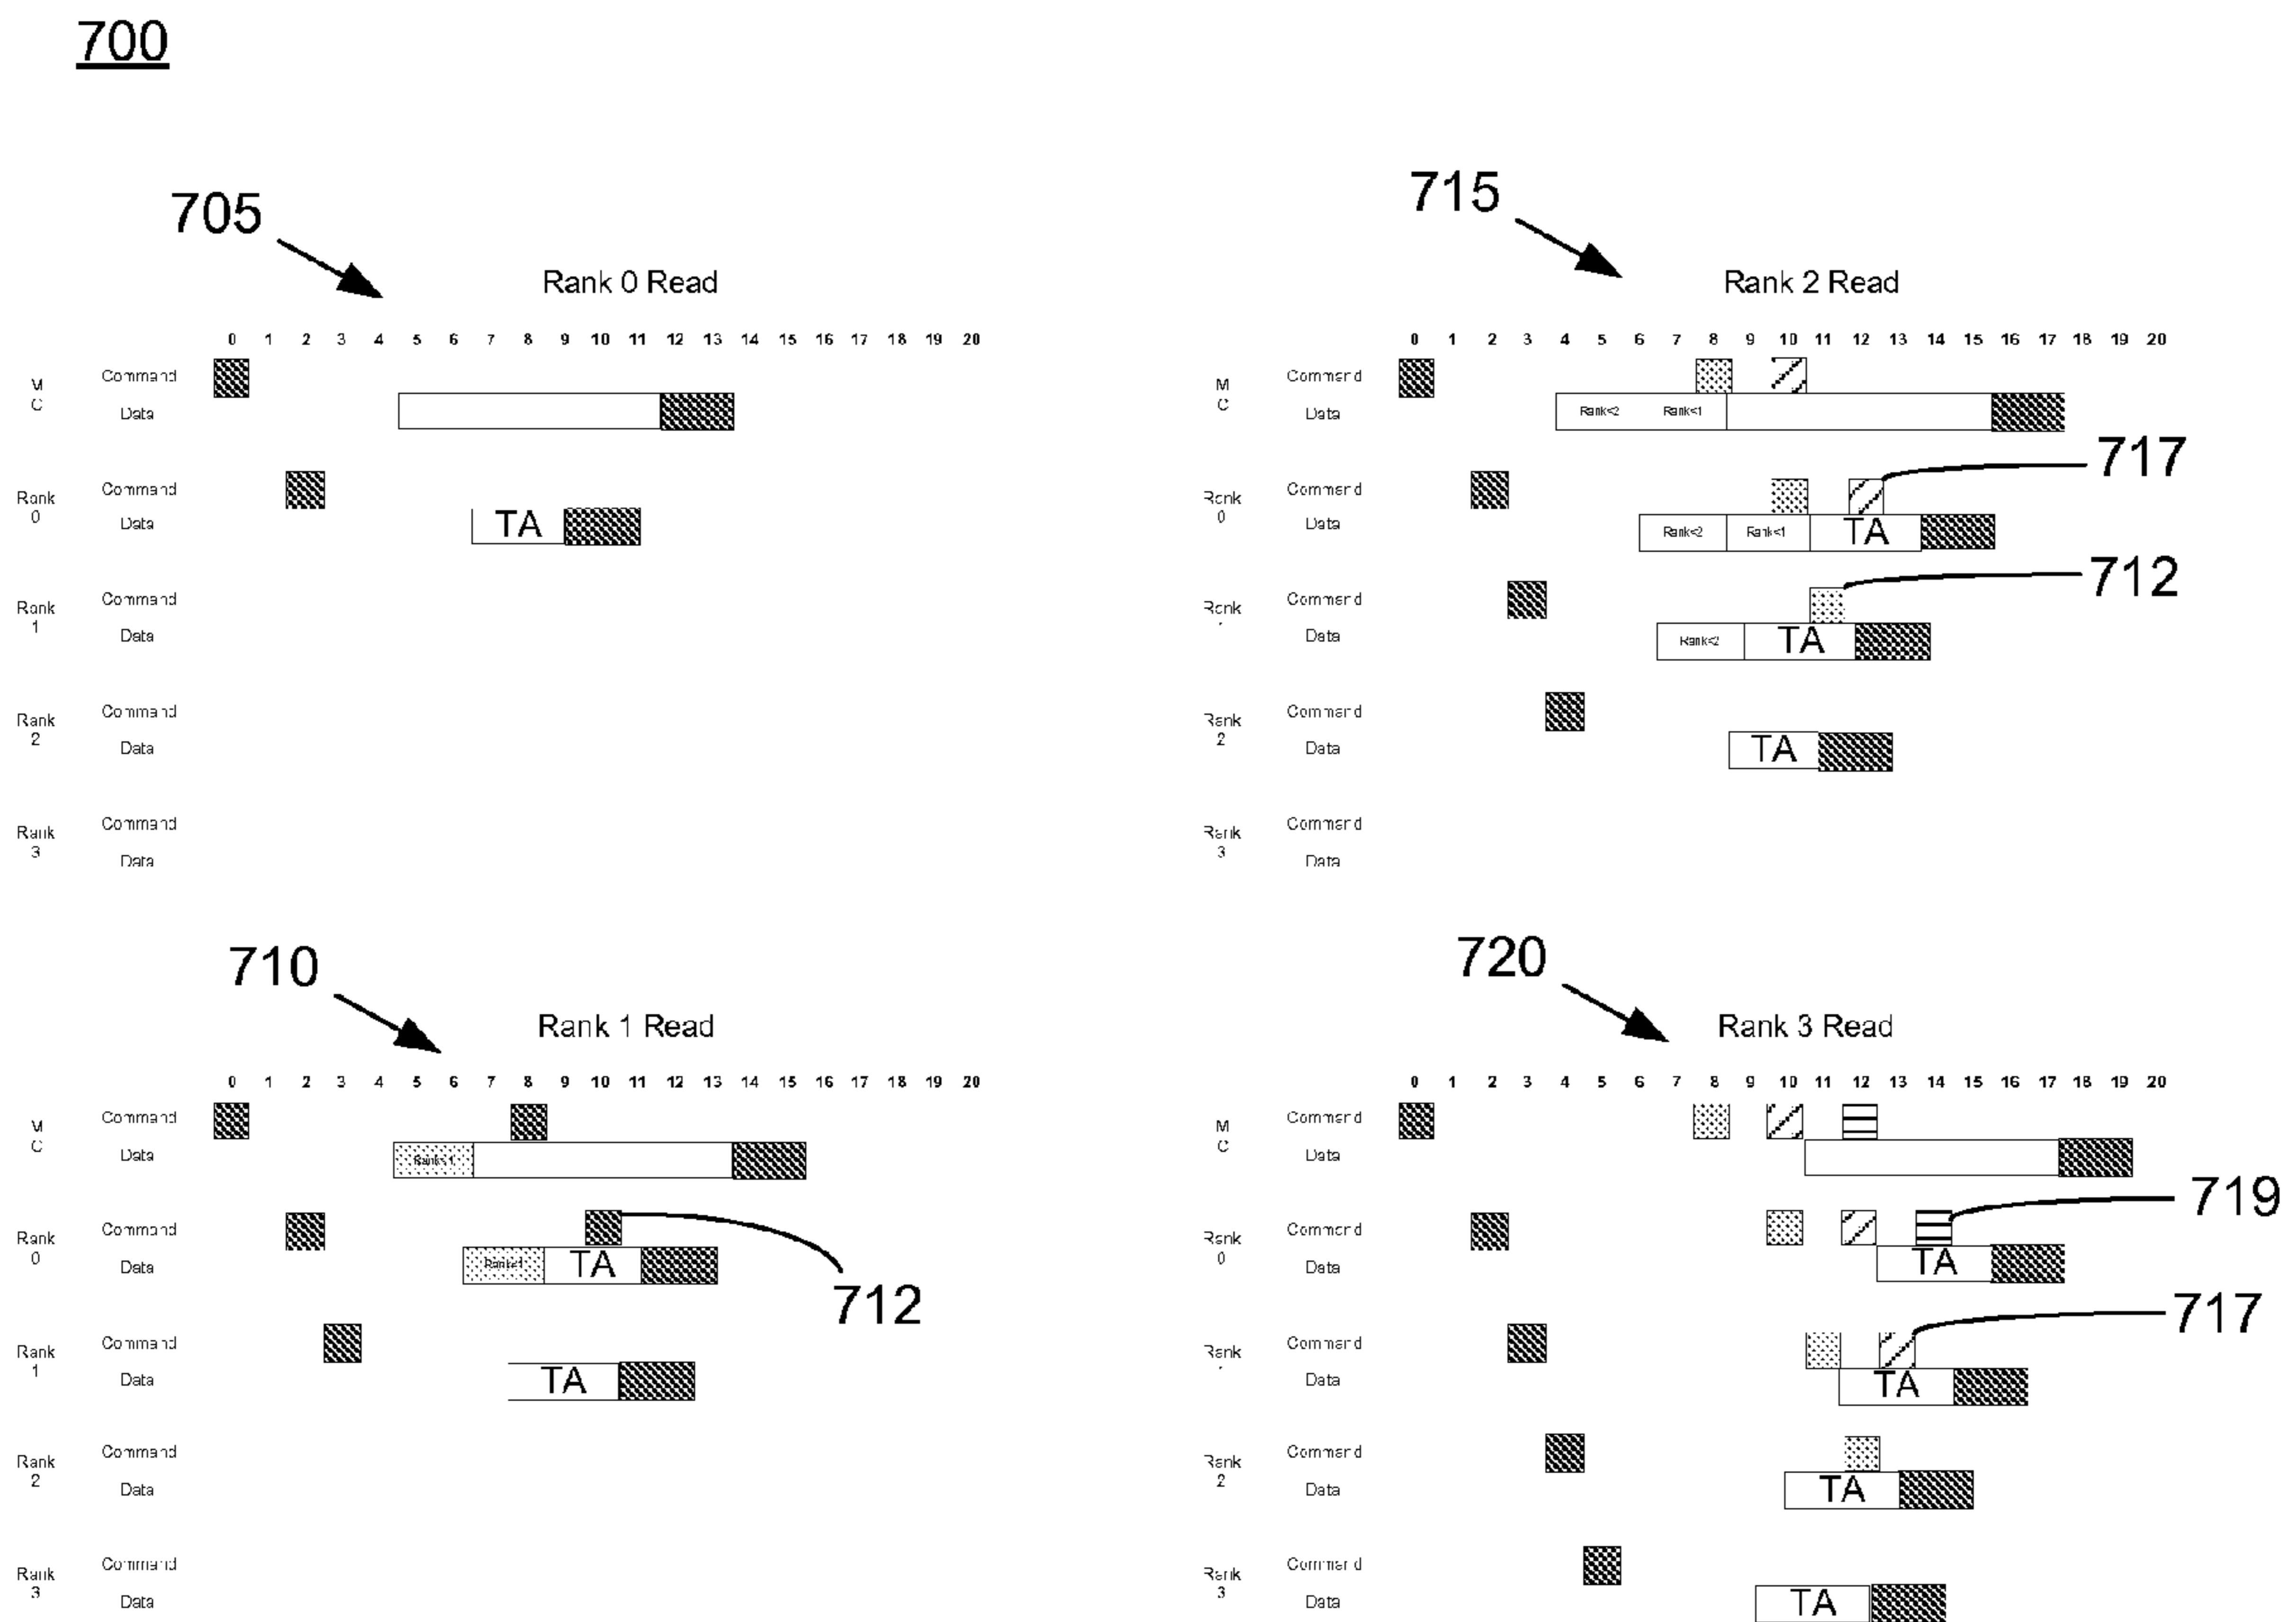 700
705
Rank 0 Read
0 1 2 3 4 5 6 7 8 9 10 11 12 13 14 15 16 17 18 19 20
M
C
Command
Data
Rank
0
Command
Data
TA
Rank
1
Command
Data
Rank
2
Command
Data
Rank
3
Command
Data
715
Rank 2 Read
0 1 2 3 4 5 6 7 8 9 10 11 12 13 14 15 16 17 18 19 20
M
C
Command
Data
Rank<2 Rank<1
717
Rank
0
Command
Data
Rank<2 Rank<1 TA
712
Rank
Command
Data
Rank<2 TA
Rank
2
Command
Data
TA
Rank
3
Command
Data
710
Rank 1 Read
0 1 2 3 4 5 6 7 8 9 10 11 12 13 14 15 16 17 18 19 20
M
C
Command
Data
Rank<1
Rank
0
Command
Data
Rank<1 TA
712
Rank
1
Command
Data
TA
Rank
2
Command
Data
Rank
3
Command
Data
720
Rank 3 Read
0 1 2 3 4 5 6 7 8 9 10 11 12 13 14 15 16 17 18 19 20
M
C
Command
Data
719
Rank
0
Command
Data
TA
717
Rank
Command
Data
TA
Rank
2
Command
Data
TA
Rank
3
Command
Data
TA